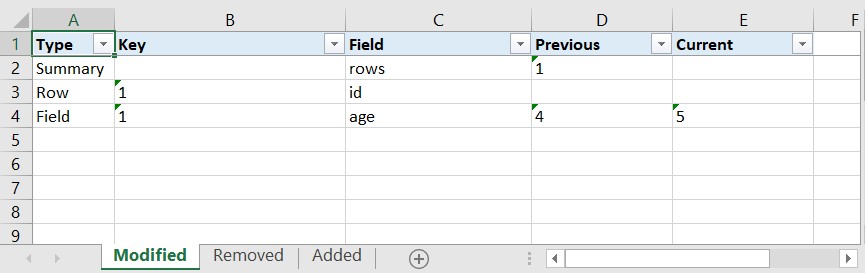 A B C D E F
1 Type Key Field Previous Current
2 Summary rows 1
3 Row 1 id
4 Field 1 age 4 5
5
6
7
8
9
Modified Removed Added